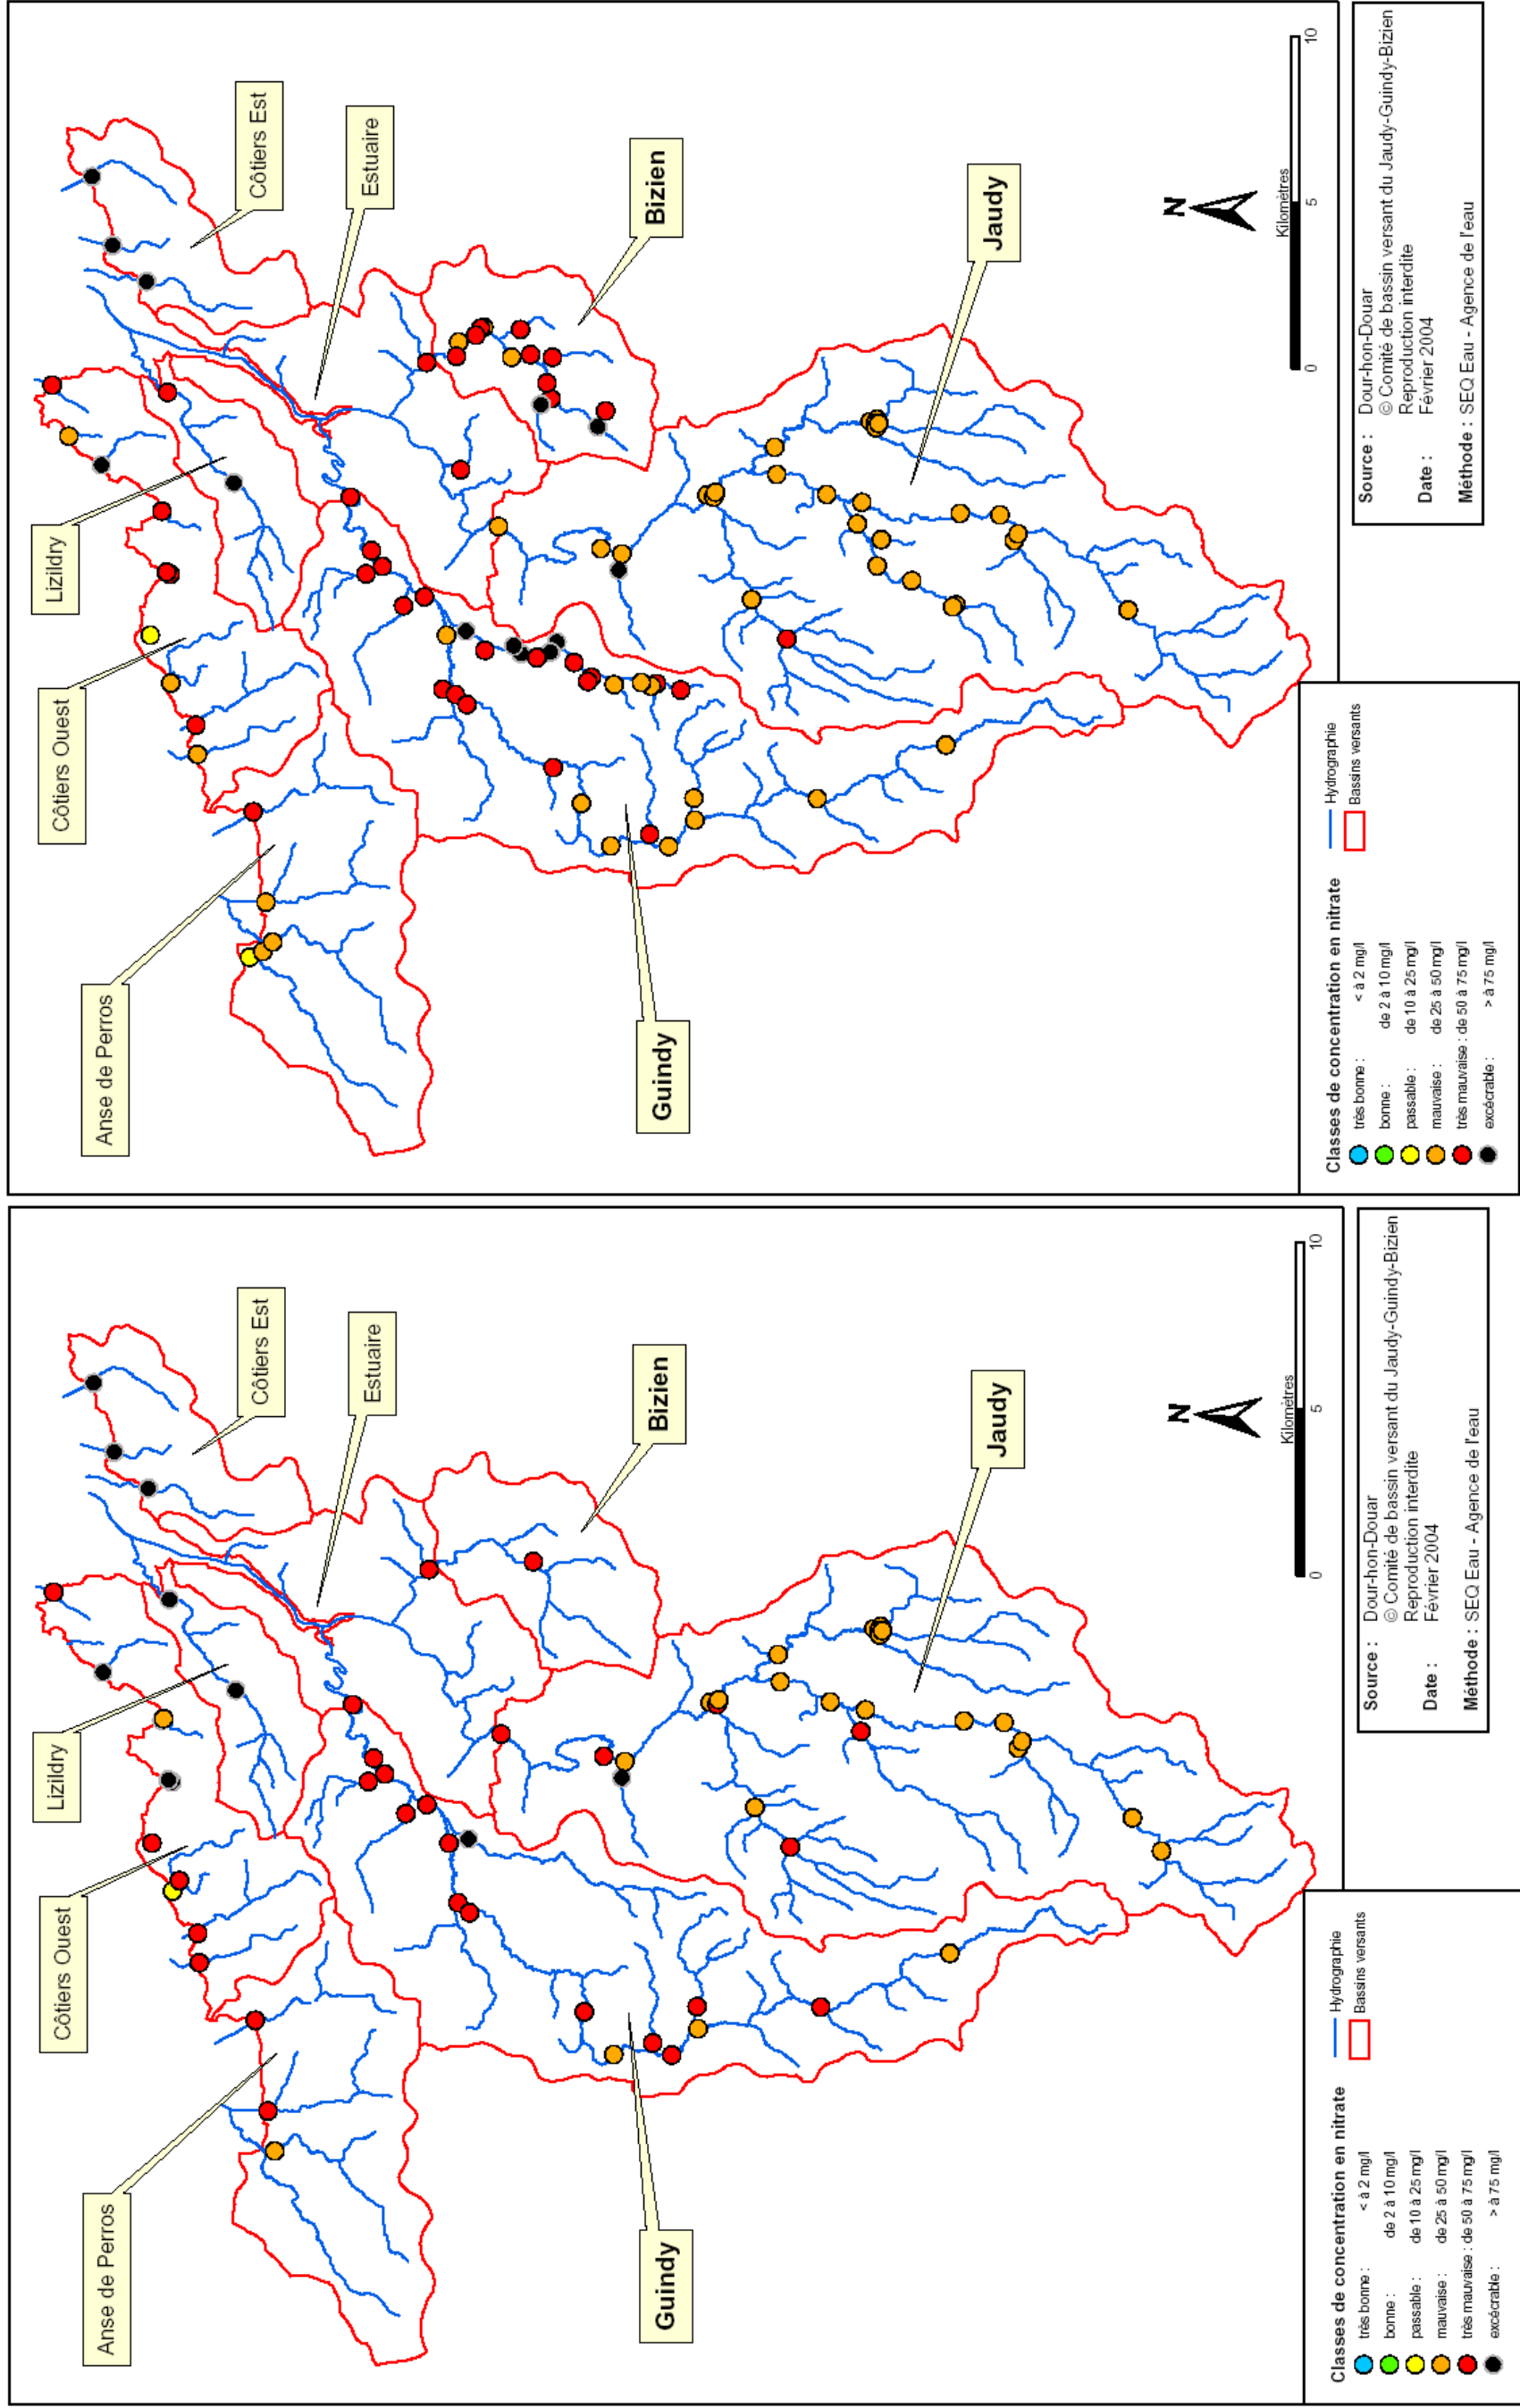 Anse de Perros
Côtiers Ouest
Lizildry
Côtiers Est
Estuaire
Bizien
Jaudy
Guindy
N
Kilomètres
0
5
10
Classes de concentration en nitrate
très bonne : < à 2 mg/l
bonne : de 2 à 10 mg/l
passable : de 10 à 25 mg/l
mauvaise : de 25 à 50 mg/l
très mauvaise : de 50 à 75 mg/l
excécrable : > à 75 mg/l
Hydrographie
Bassins versants
Source : Dour-hon-Douar
© Comité de bassin versant du Jaudy-Guindy-Bizien
Reproduction interdite
Date : Février 2004
Méthode : SEQ Eau - Agence de l'eau
Anse de Perros
Côtiers Ouest
Lizildry
Côtiers Est
Estuaire
Bizien
Jaudy
Guindy
N
Kilomètres
0
5
10
Classes de concentration en nitrate
très bonne : < à 2 mg/l
bonne : de 2 à 10 mg/l
passable : de 10 à 25 mg/l
mauvaise : de 25 à 50 mg/l
très mauvaise : de 50 à 75 mg/l
excécrable : > à 75 mg/l
Hydrographie
Bassins versants
Source : Dour-hon-Douar
© Comité de bassin versant du Jaudy-Guindy-Bizien
Reproduction interdite
Date : Février 2004
Méthode : SEQ Eau - Agence de l'eau